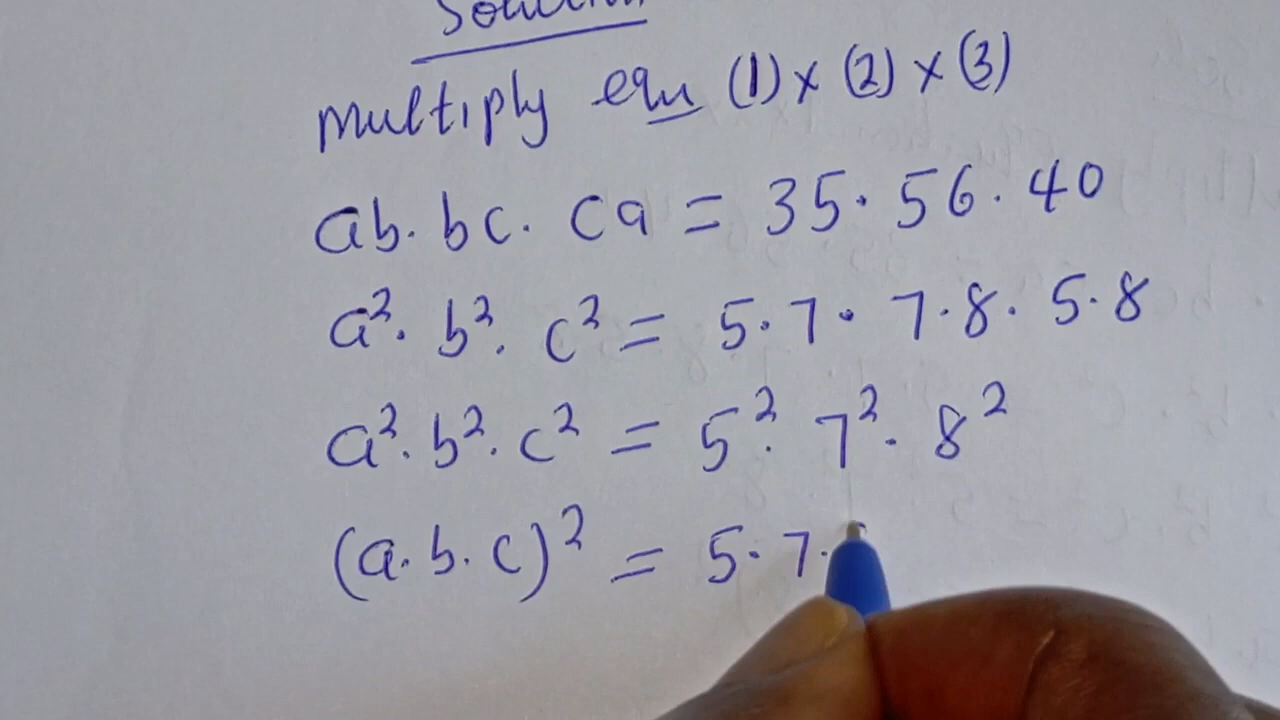 Solution
Multiply eqn (1) × (2) × (3)
ab. bc. ca = 35. 56. 40
a². b². c² = 5.7. 7.8. 5.8
a². b². c² = 5². 7². 8²
(a. b. c)² = 5.7.